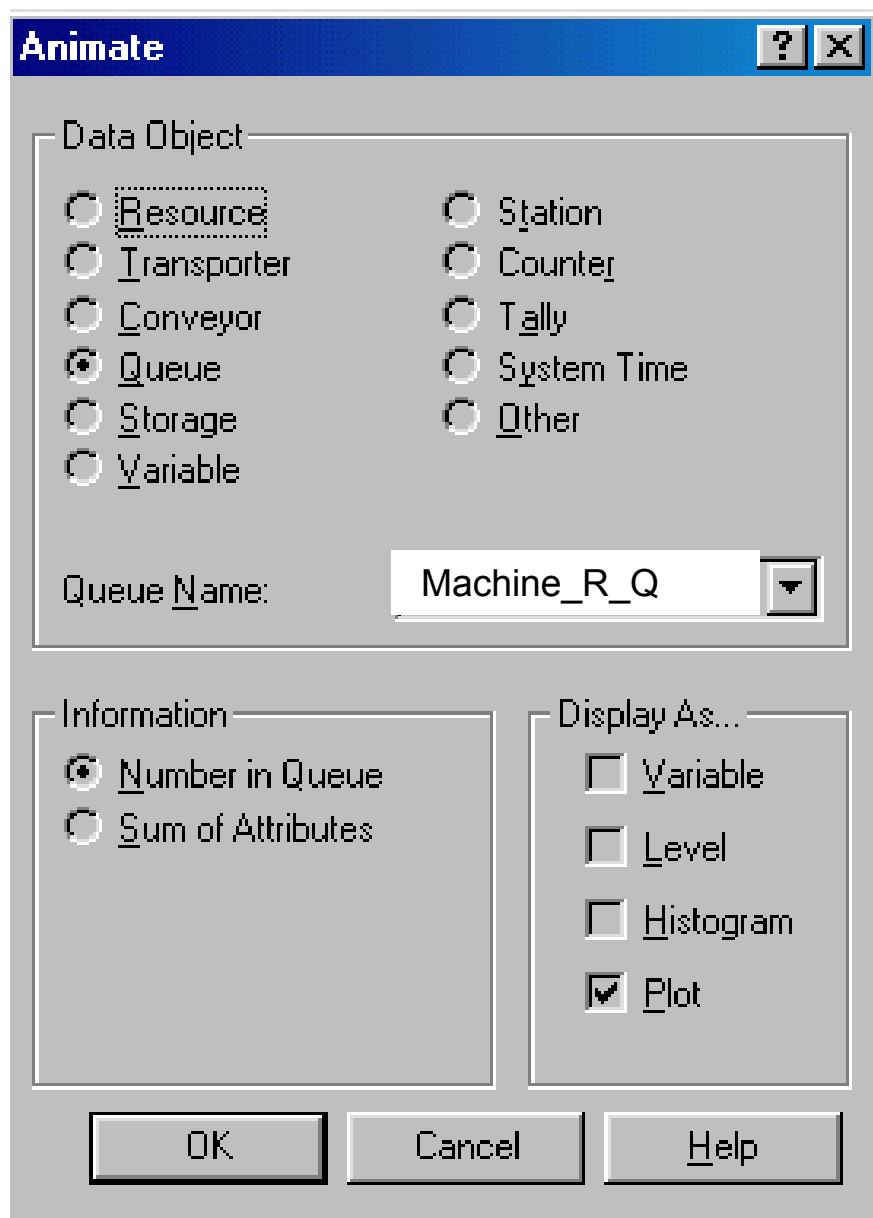 Animate
Data Object
Resource
Transporter
Conveyor
Queue
Storage
Variable
Station
Counter
Tally
System Time
Other
Queue Name: Machine_R_Q
Information
Number in Queue
Sum of Attributes
Display As...
Variable
Level
Histogram
Plot
OK Cancel Help